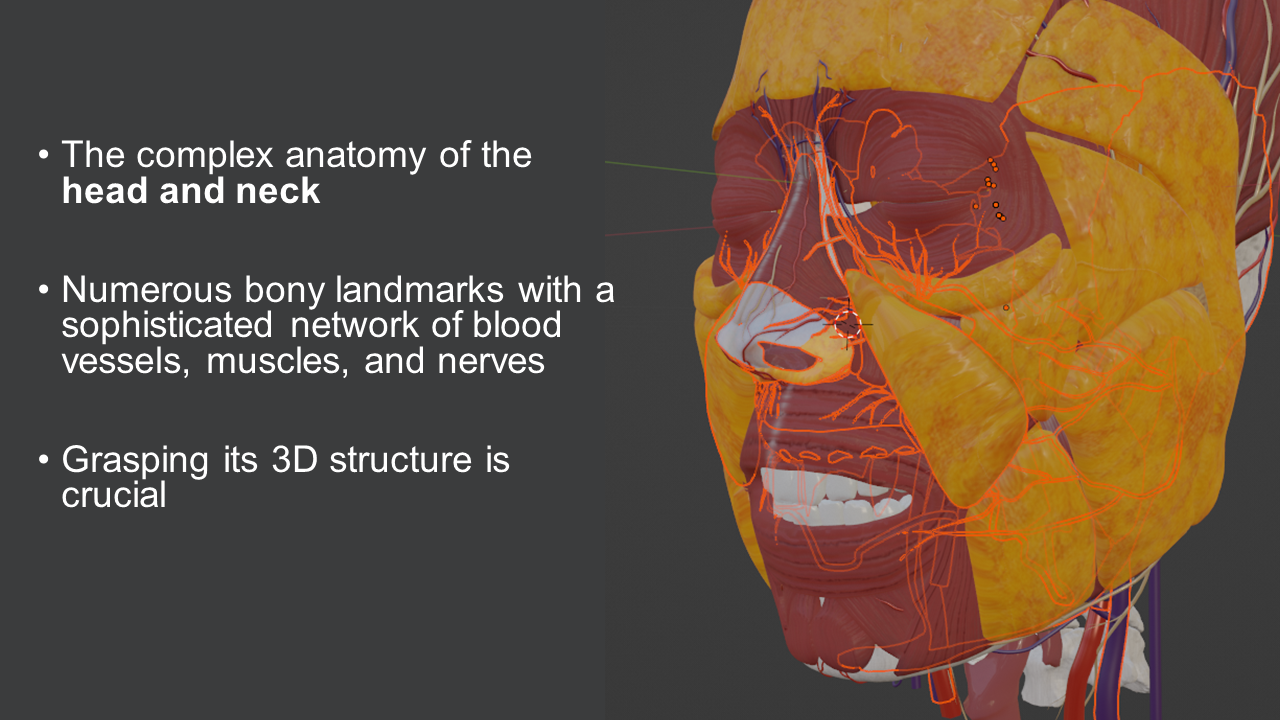 • The complex anatomy of the
head and neck
• Numerous bony landmarks with a
sophisticated network of blood
vessels, muscles, and nerves
• Grasping its 3D structure is
crucial